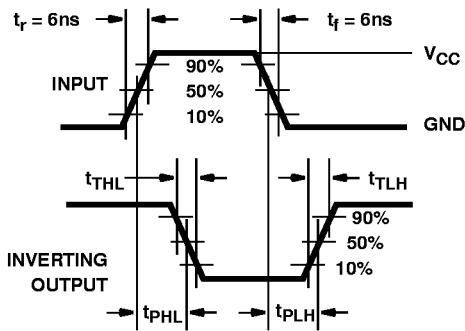 tr = 6ns
tf = 6ns
VCC
90%
INPUT
50%
10%
GND
tTHL
tTLH
90%
50%
INVERTING
OUTPUT
10%
tPHL
tPLH